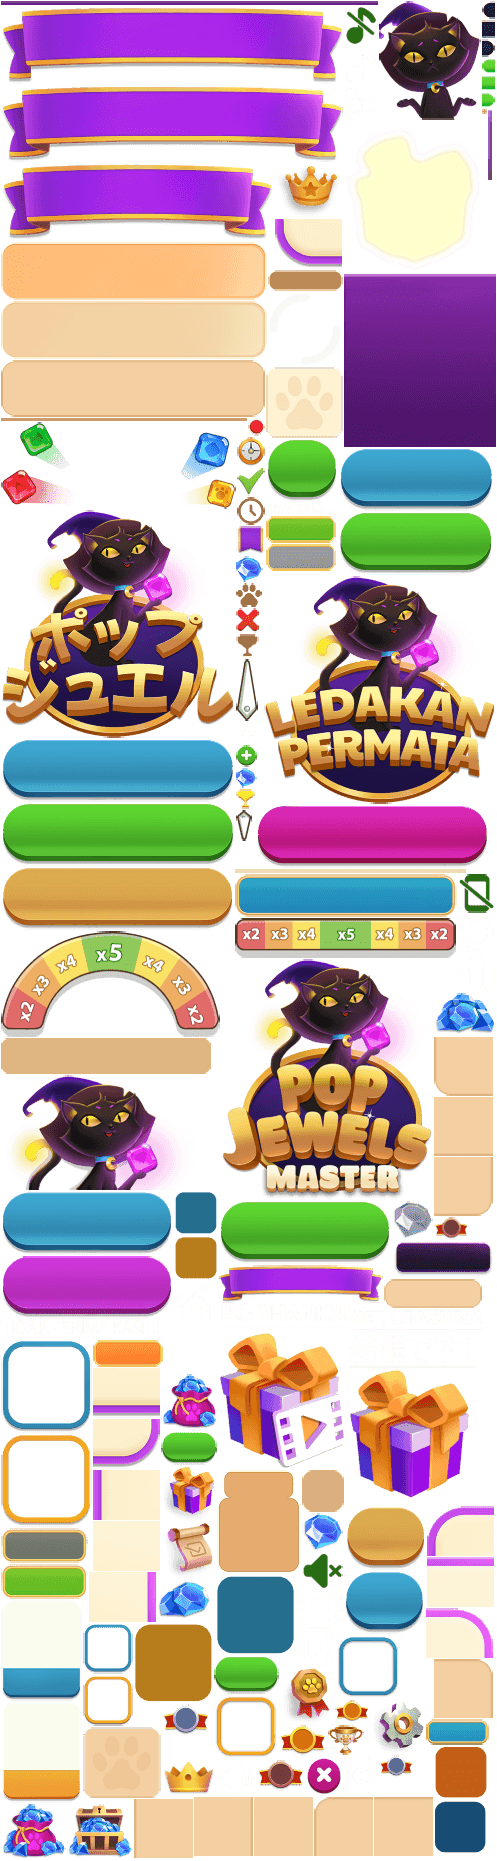 ポップ
ジュエル
LEDAKAN
PERMATA
x2 x3 x4 x5 x4 x3 x2
x2 x3 x4 x5 x4 x3 x2
POP
JEWELS
MASTER